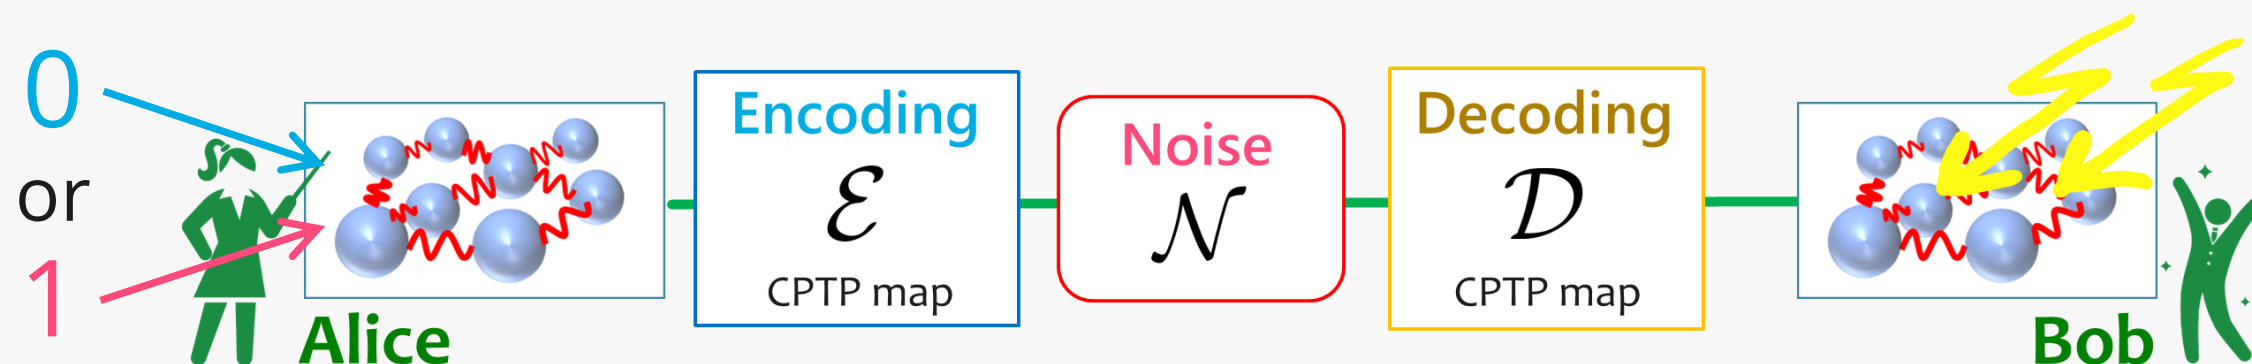 0
or
1
Alice
Encoding
ℰ
CPTP map
Noise
𝒩
Decoding
𝒟
CPTP map
Bob